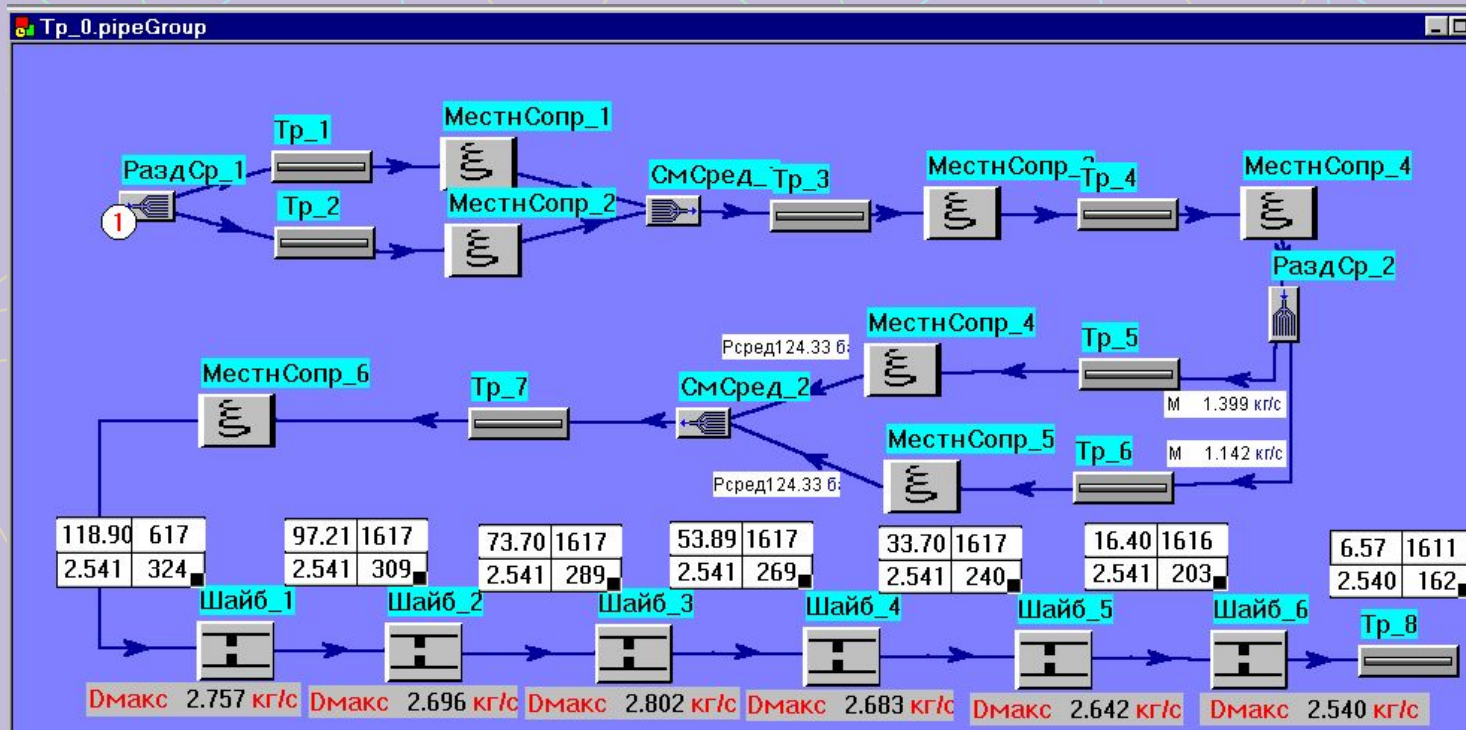 Tp_0.pipeGroup
МестнСопр_1
Тр_1
РаздСр_1
СмСред_
Тр_3
МестнСопр_
Тр_4
МестнСопр_4
1
Тр_2
МестнСопр_2
РаздСр_2
МестнСопр_4
Тр_5
Pсред124.33
МестнСопр_6
Тр_7
СмСред_2
M 1.399 кг/с
МестнСопр_5
Тр_6
M 1.142 кг/с
Pсред124.33
118.90 617
2.541 324
97.21 1617
2.541 309
73.70 1617
2.541 289
53.89 1617
2.541 269
33.70 1617
2.541 240
16.40 1616
2.541 203
6.57 1611
2.540 162
Шайб_1
Шайб_2
Шайб_3
Шайб_4
Шайб_5
Шайб_6
Тр_8
Dмакс 2.757 кг/с
Dмакс 2.696 кг/с
Dмакс 2.802 кг/с
Dмакс 2.683 кг/с
Dмакс 2.642 кг/с
Dмакс 2.540 кг/с